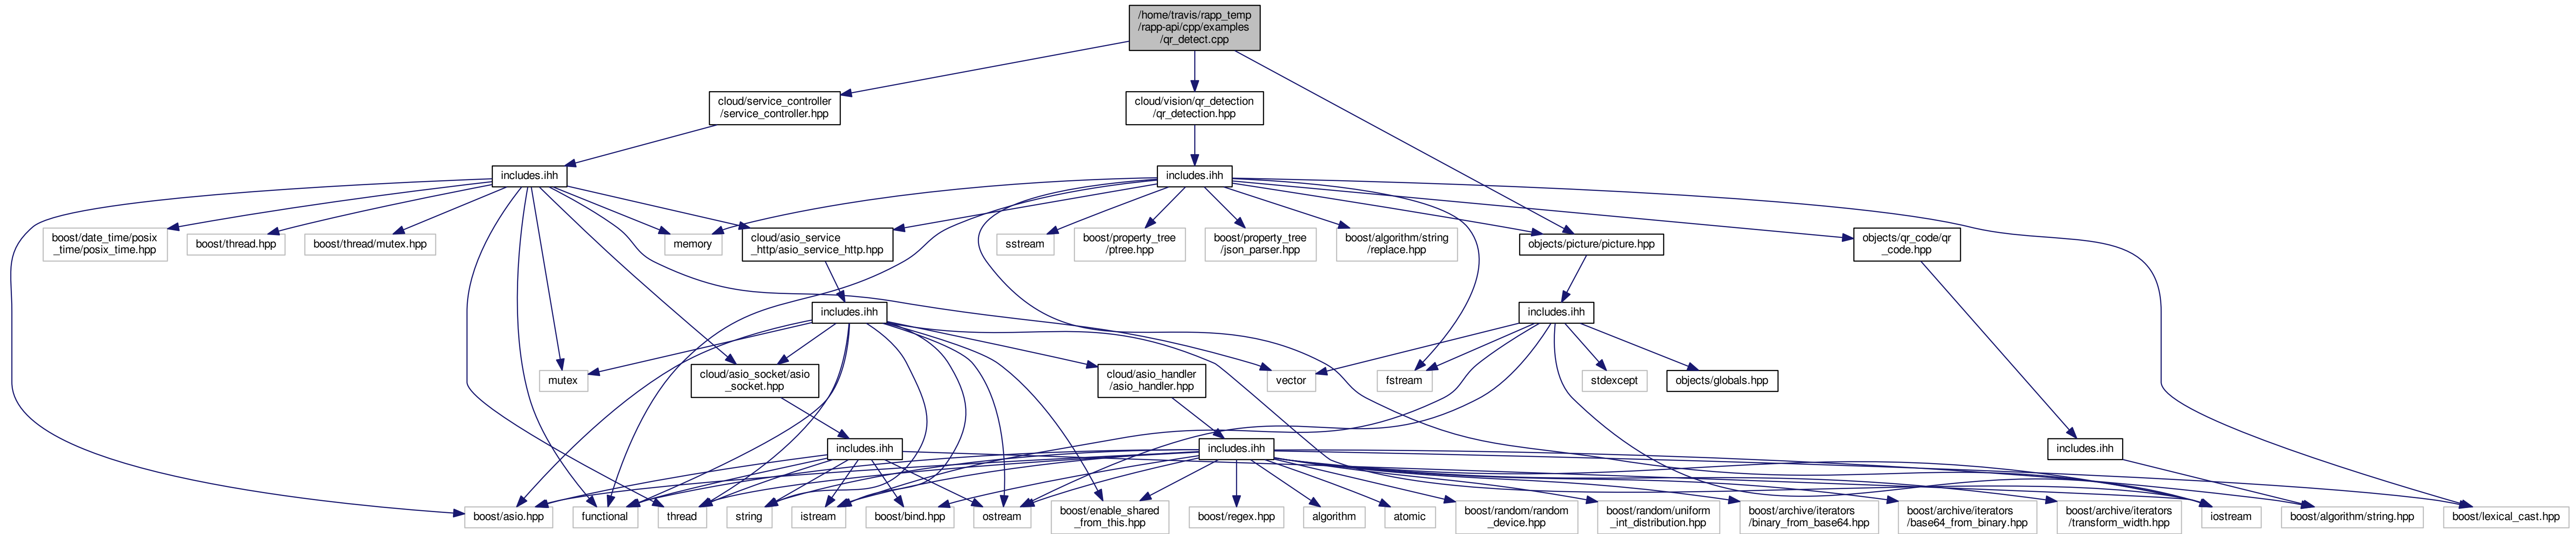 /home/travis/rapp_temp
/rapp-api/cpp/examples
/qr_detect.cpp
cloud/service_controller
/service_controller.hpp
cloud/vision/qr_detection
/qr_detection.hpp
includes.ihh
includes.ihh
boost/date_time/posix
_time/posix_time.hpp
boost/thread.hpp
boost/thread/mutex.hpp
memory
cloud/asio_service
_http/asio_service_http.hpp
sstream
boost/property_tree
/ptree.hpp
boost/property_tree
/json_parser.hpp
boost/algorithm/string
/replace.hpp
objects/picture/picture.hpp
objects/qr_code/qr
_code.hpp
includes.ihh
includes.ihh
mutex
cloud/asio_socket/asio
_socket.hpp
cloud/asio_handler
/asio_handler.hpp
vector
fstream
stdexcept
objects/globals.hpp
includes.ihh
includes.ihh
includes.ihh
boost/asio.hpp
functional
thread
string
istream
boost/bind.hpp
ostream
boost/enable_shared
_from_this.hpp
boost/regex.hpp
algorithm
atomic
boost/random/random
_device.hpp
boost/random/uniform
_int_distribution.hpp
boost/archive/iterators
/binary_from_base64.hpp
boost/archive/iterators
/base64_from_binary.hpp
boost/archive/iterators
/transform_width.hpp
iostream
boost/algorithm/string.hpp
boost/lexical_cast.hpp